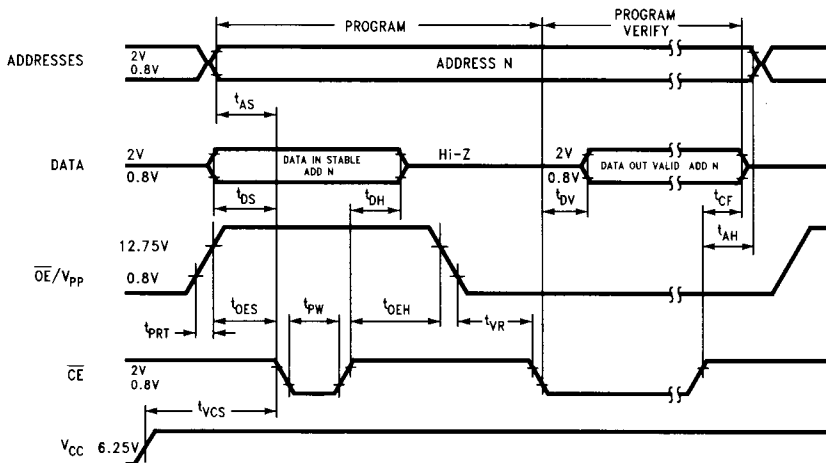 PROGRAM
PROGRAM
VERIFY
ADDRESSES
2V
0.8V
ADDRESS N
tAS
DATA
2V
0.8V
DATA IN STABLE
ADD N
Hi-Z
2V
0.8V
DATA OUT VALID ADD N
tDS
tDH
tDV
tCF
tAH
12.75V
OE/VPP
0.8V
tPRT
tOES
tPW
tOEH
tVR
CE
2V
0.8V
tVCS
VCC
6.25V